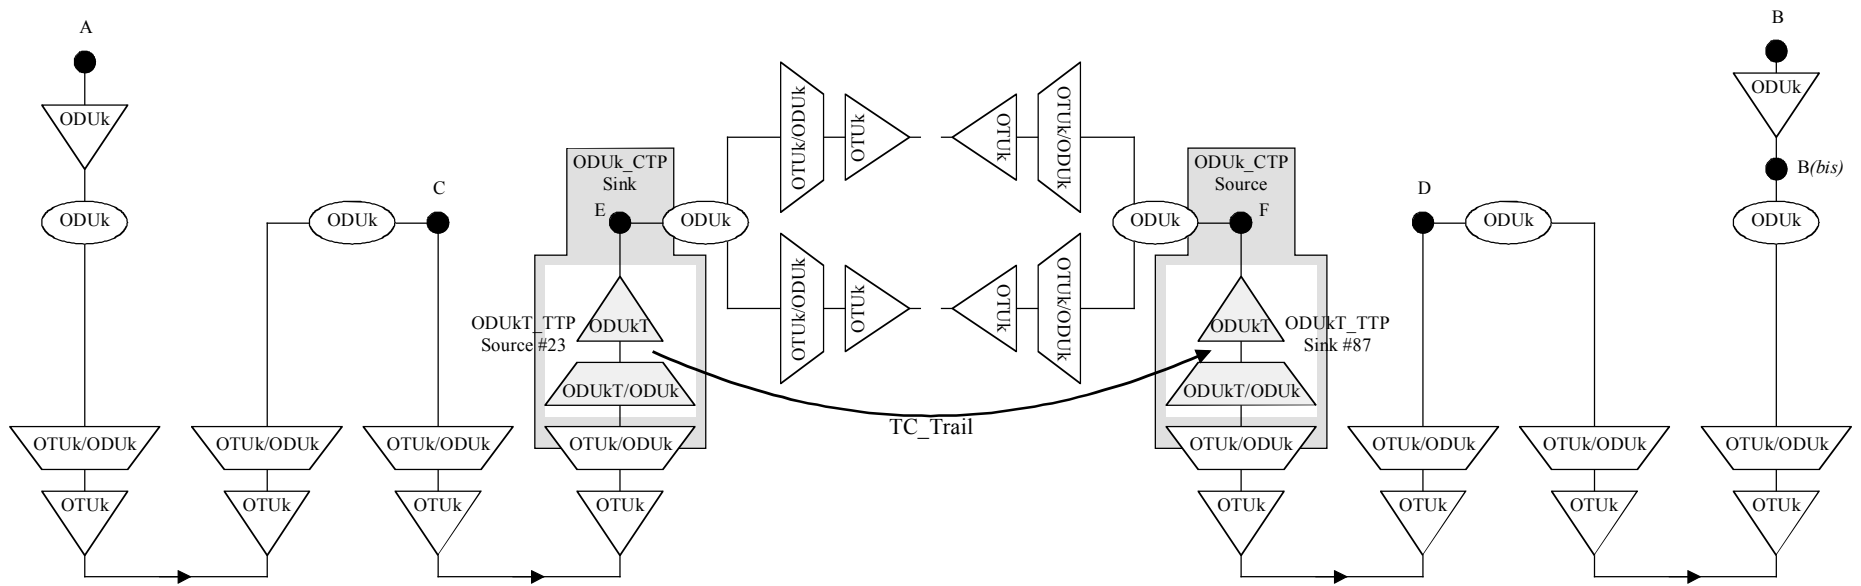 A
ODUk
ODUk
OTUk/ODUk
OTUk
ODUk
C
OTUk/ODUk
OTUk
OTUk/ODUk
OTUk
ODUk_CTP
Sink
E
ODUk
ODUkT_TTP
Source #23
ODUkT
ODUkT/ODUk
OTUk/ODUk
OTUk
OTUk/ODUk
OTUk
OTUk
OTUk/ODUk
OTUk/ODUk
OTUk
OTUk
OTUk/ODUk
TC_Trail
ODUk_CTP
Source
ODUk
F
ODUkT
ODUkT_TTP
Sink #87
ODUkT/ODUk
OTUk/ODUk
OTUk
D
ODUk
OTUk/ODUk
OTUk
OTUk/ODUk
OTUk
B
ODUk
B(bis)
ODUk
OTUk/ODUk
OTUk